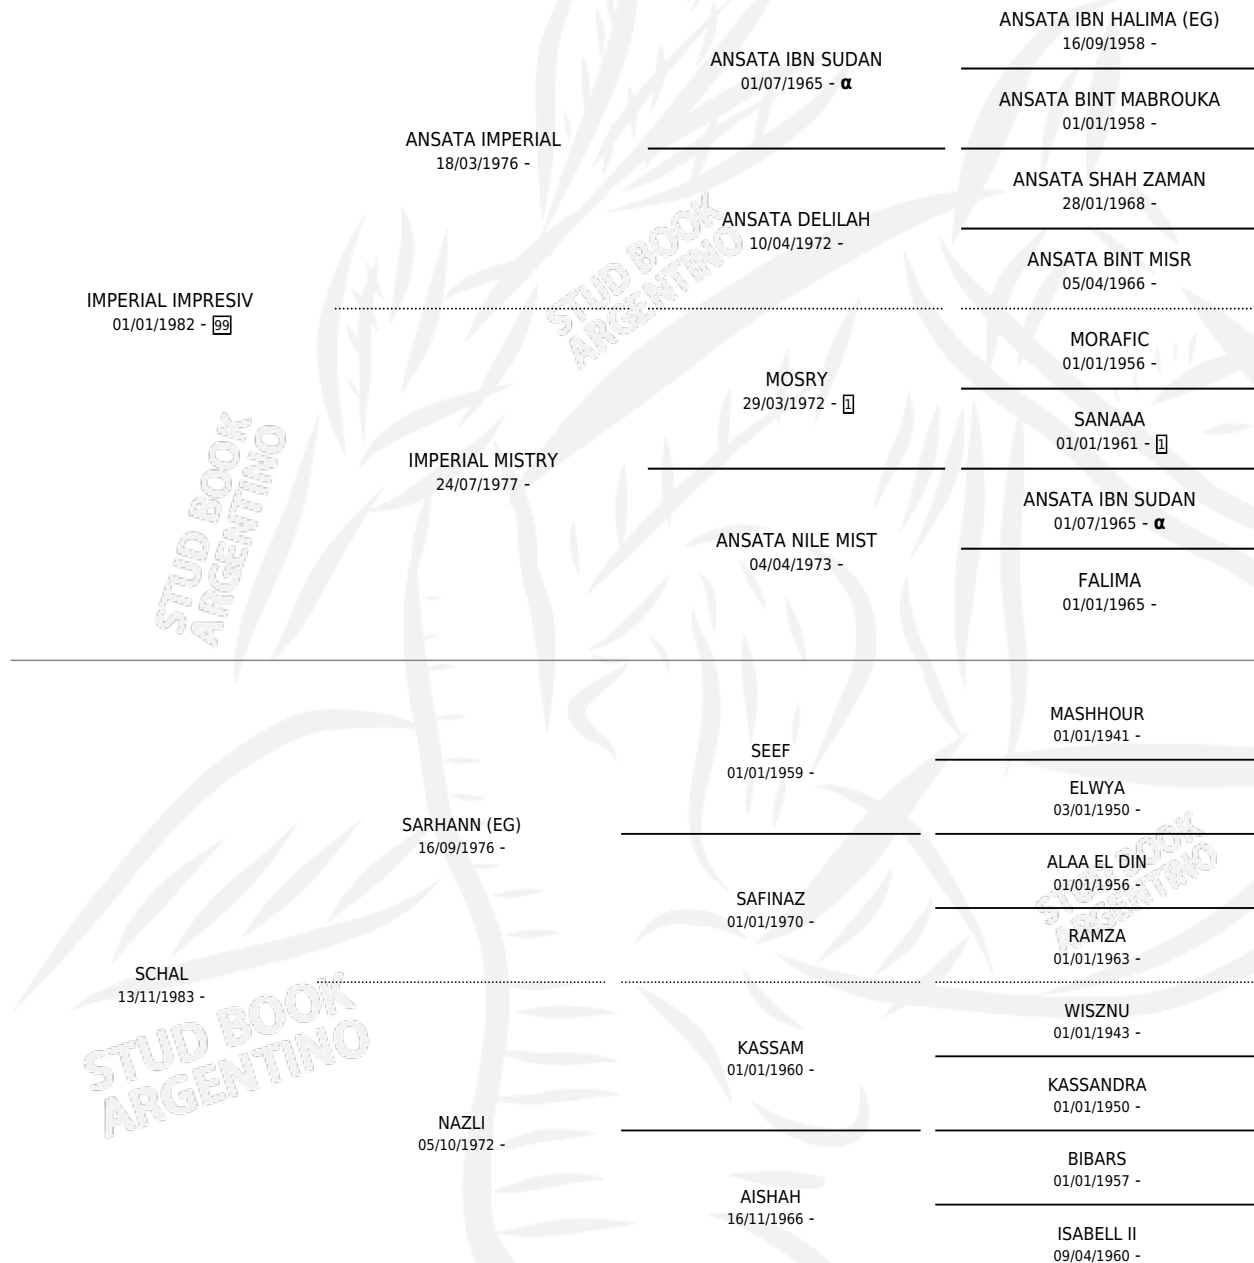 ANSATA IBN HALIMA (EG)
16/09/1958 -
ANSATA IBN SUDAN
01/07/1965 - α
ANSATA BINT MABROUKA
01/01/1958 -
ANSATA IMPERIAL
18/03/1976 -
ANSATA SHAH ZAMAN
28/01/1968 -
ANSATA DELILAH
10/04/1972 -
ANSATA BINT MISR
05/04/1966 -
IMPERIAL IMPRESIV
01/01/1982 - 99
MORAFIC
01/01/1956 -
MOSRY
29/03/1972 - 1
SANAAA
01/01/1961 - 1
IMPERIAL MISTRY
24/07/1977 -
ANSATA IBN SUDAN
01/07/1965 - α
ANSATA NILE MIST
04/04/1973 -
FALIMA
01/01/1965 -
MASHHOUR
01/01/1941 -
SEEF
01/01/1959 -
ELWYA
03/01/1950 -
SARHANN (EG)
16/09/1976 -
ALAA EL DIN
01/01/1956 -
SAFINAZ
01/01/1970 -
RAMZA
01/01/1963 -
SCHAL
13/11/1983 -
WISZNU
01/01/1943 -
KASSAM
01/01/1960 -
KASSANDRA
01/01/1950 -
NAZLI
05/10/1972 -
BIBARS
01/01/1957 -
AISHAH
16/11/1966 -
ISABELL II
09/04/1960 -
STUD BOOK
ARGENTINO
STUD BOOK
ARGENTINO
STUD BOOK
ARGENTINO
STUD BOOK
ARGENTINO